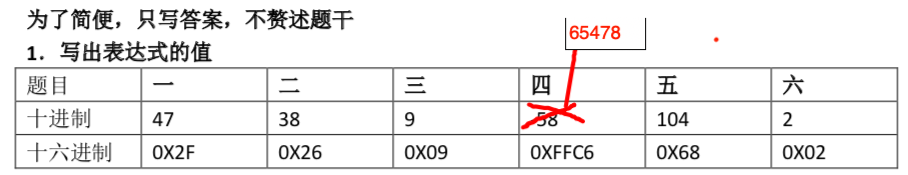 为了简便，只写答案，不赘述题干
65478
1．写出表达式的值
题目 一 二 三 四 五 六
十进制 47 38 9 -58 104 2
十六进制 0X2F 0X26 0X09 0XFFC6 0X68 0X02